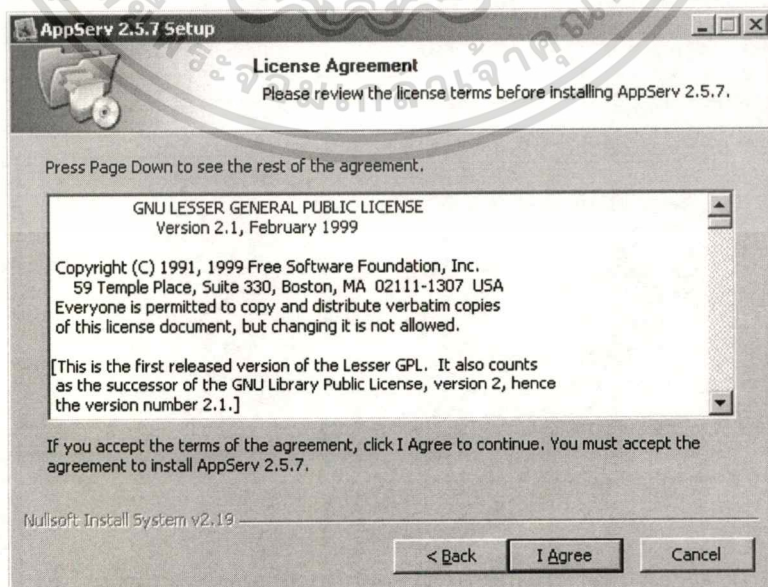 AppServ 2.5.7 Setup
License Agreement
Please review the license terms before installing AppServ 2.5.7.
Press Page Down to see the rest of the agreement.
GNU LESSER GENERAL PUBLIC LICENSE
Version 2.1, February 1999
Copyright (C) 1991, 1999 Free Software Foundation, Inc.
59 Temple Place, Suite 330, Boston, MA 02111-1307 USA
Everyone is permitted to copy and distribute verbatim copies
of this license document, but changing it is not allowed.
[This is the first released version of the Lesser GPL. It also counts
as the successor of the GNU Library Public License, version 2, hence
the version number 2.1.]
If you accept the terms of the agreement, click I Agree to continue. You must accept the
agreement to install AppServ 2.5.7.
Nullsoft Install System v2.19
< Back
I Agree
Cancel